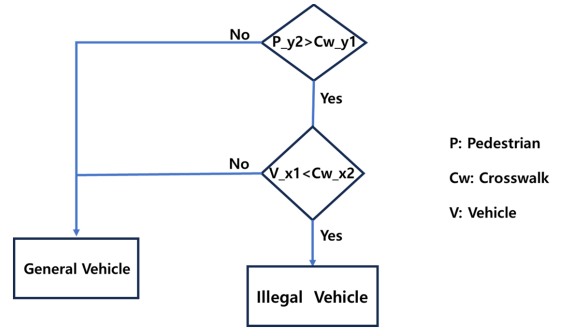 No
P_y2>Cw_y1
Yes
P: Pedestrian
No
V_x1<Cw_x2
Cw: Crosswalk
V: Vehicle
Yes
General Vehicle
Illegal Vehicle